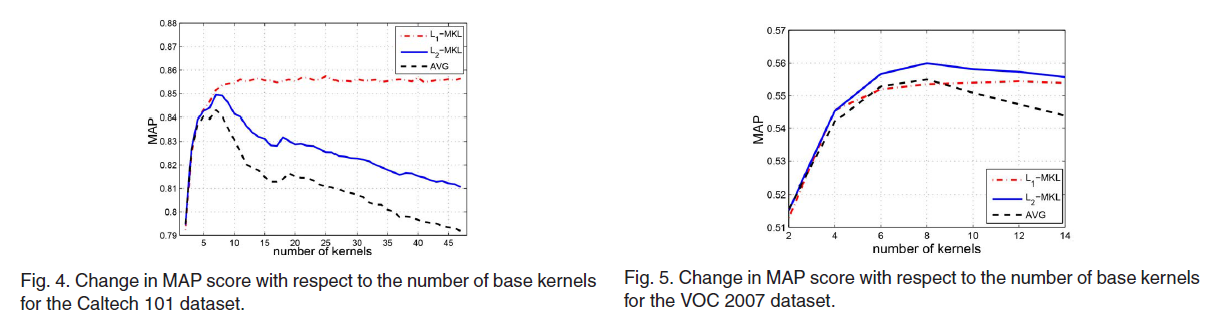 0.88
0.87
0.86
0.85
0.84
0.83
0.82
0.81
0.8
0.79
MAP
5 10 15 20 25 30 35 40 45
number of kernels
L1-MKL
L2-MKL
AVG
Fig. 4. Change in MAP score with respect to the number of base kernels
for the Caltech 101 dataset.
0.57
0.56
0.55
0.54
0.53
0.52
0.51
MAP
2 4 6 8 10 12 14
number of kernels
L1-MKL
L2-MKL
AVG
Fig. 5. Change in MAP score with respect to the number of base kernels
for the VOC 2007 dataset.